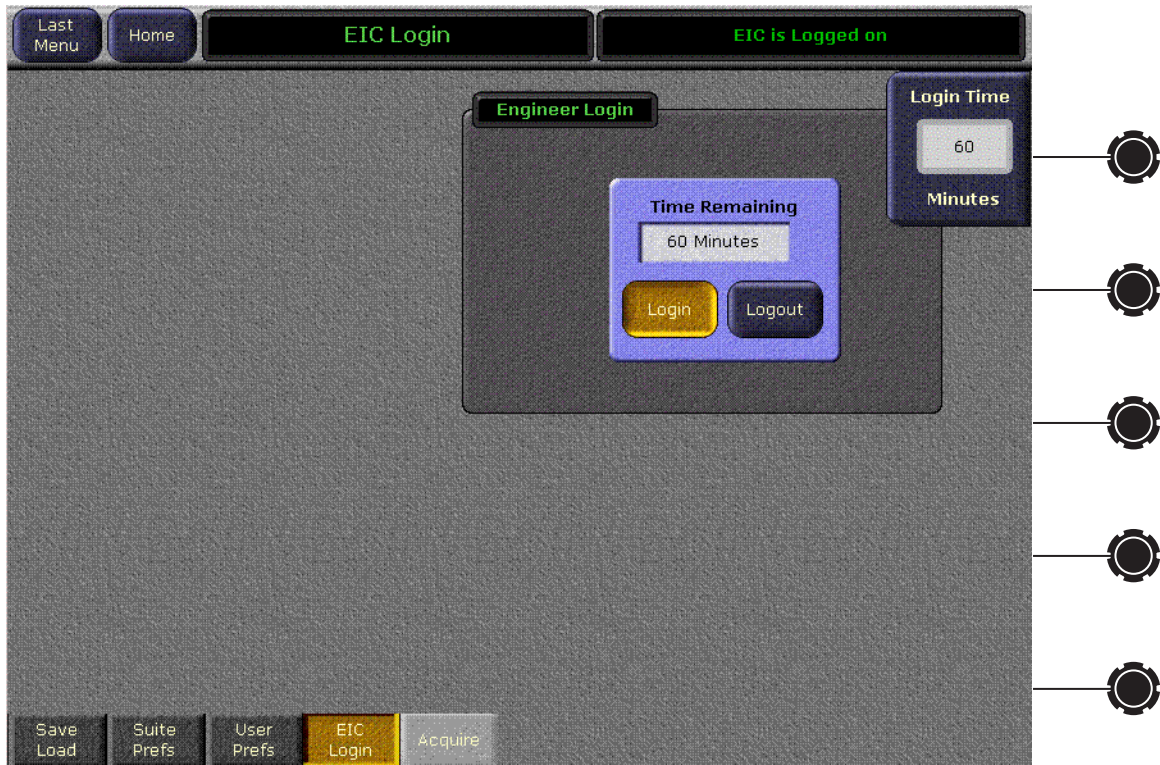 Last
Menu
Home
EIC Login
EIC is Logged on
Engineer Login
Login Time
60
Minutes
Time Remaining
60 Minutes
Login
Logout
Save
Load
Suite
Prefs
User
Prefs
EIC
Login
Acquire